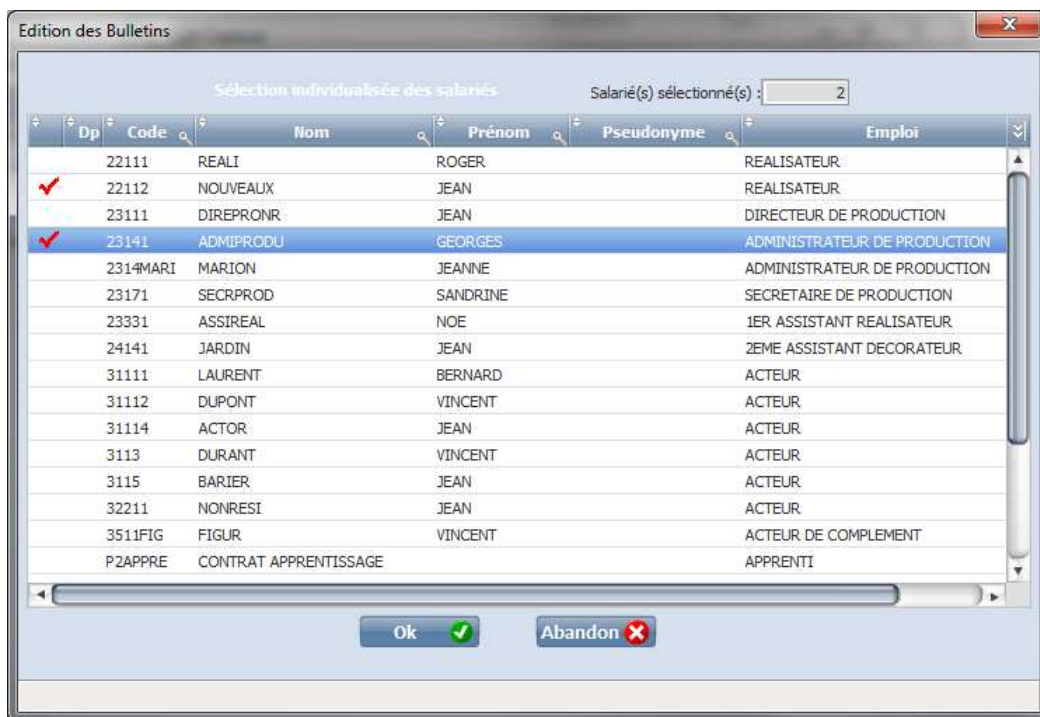 Edition des Bulletins
Sélection individualisée des salariés Salarié(s) sélectionné(s) : 2
Dp Code Nom Prénom Pseudonyme Emploi
22111 REALI ROGER REALISATEUR
22112 NOUVEAUX JEAN REALISATEUR
23111 DIREPRONR JEAN DIRECTEUR DE PRODUCTION
23141 ADMIPRODU GEORGES ADMINISTRATEUR DE PRODUCTION
2314MARI MARION JEANNE ADMINISTRATEUR DE PRODUCTION
23171 SECRPROD SANDRINE SECRETAIRE DE PRODUCTION
23331 ASSIREAL NOE 1ER ASSISTANT REALISATEUR
24141 JARDIN JEAN 2EME ASSISTANT DECORATEUR
31111 LAURENT BERNARD ACTEUR
31112 DUPONT VINCENT ACTEUR
31114 ACTOR JEAN ACTEUR
3113 DURANT VINCENT ACTEUR
3115 BARIER JEAN ACTEUR
32211 NONRESI JEAN ACTEUR
3511FIG FIGUR VINCENT ACTEUR DE COMPLEMENT
P2APPRE CONTRAT APPRENTISSAGE APPRENTI
Ok Abandon